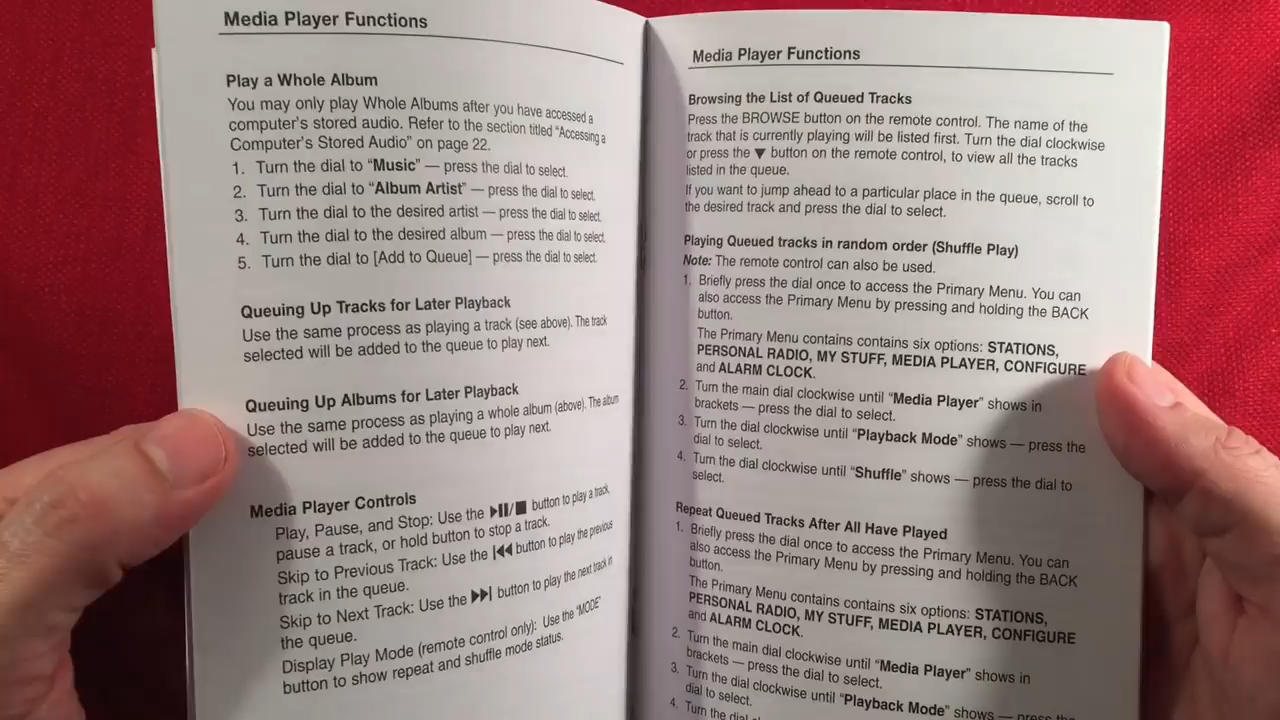 Media Player Functions
Play a Whole Album
You may only play Whole Albums after you have accessed a
computer's stored audio. Refer to the section titled "Accessing a
Computer's Stored Audio" on page 22.
1. Turn the dial to "Music" — press the dial to select.
2. Turn the dial to "Album Artist" — press the dial to select.
3. Turn the dial to the desired artist — press the dial to select.
4. Turn the dial to the desired album — press the dial to select.
5. Turn the dial to [Add to Queue] — press the dial to select.
Queuing Up Tracks for Later Playback
Use the same process as playing a track (see above). The track
selected will be added to the queue to play next.
Queuing Up Albums for Later Playback
Use the same process as playing a whole album (above). The album
selected will be added to the queue to play next.
Media Player Controls
Play, Pause, and Stop: Use the ▶❚❚/■ button to play a track,
pause a track, or hold button to stop a track.
Skip to Previous Track: Use the |◀◀ button to play the previous
track in the queue.
Skip to Next Track: Use the ▶▶| button to play the next track in
the queue.
Display Play Mode (remote control only): Use the "MODE"
button to show repeat and shuffle mode status.
Media Player Functions
Browsing the List of Queued Tracks
Press the BROWSE button on the remote control. The name of the
track that is currently playing will be listed first. Turn the dial clockwise
or press the ▼ button on the remote control, to view all the tracks
listed in the queue.
If you want to jump ahead to a particular place in the queue, scroll to
the desired track and press the dial to select.
Playing Queued tracks in random order (Shuffle Play)
Note: The remote control can also be used.
1. Briefly press the dial once to access the Primary Menu. You can
also access the Primary Menu by pressing and holding the BACK
button.
The Primary Menu contains contains six options: STATIONS,
PERSONAL RADIO, MY STUFF, MEDIA PLAYER, CONFIGURE
and ALARM CLOCK.
2. Turn the main dial clockwise until "Media Player" shows in
brackets — press the dial to select.
3. Turn the dial clockwise until "Playback Mode" shows — press the
dial to select.
4. Turn the dial clockwise until "Shuffle" shows — press the dial to
select.
Repeat Queued Tracks After All Have Played
1. Briefly press the dial once to access the Primary Menu. You can
also access the Primary Menu by pressing and holding the BACK
button.
The Primary Menu contains contains six options: STATIONS,
PERSONAL RADIO, MY STUFF, MEDIA PLAYER, CONFIGURE
and ALARM CLOCK.
2. Turn the main dial clockwise until "Media Player" shows in
brackets — press the dial to select.
3. Turn the dial clockwise until "Playback Mode" shows — press the
dial to select.
4. Turn the dial